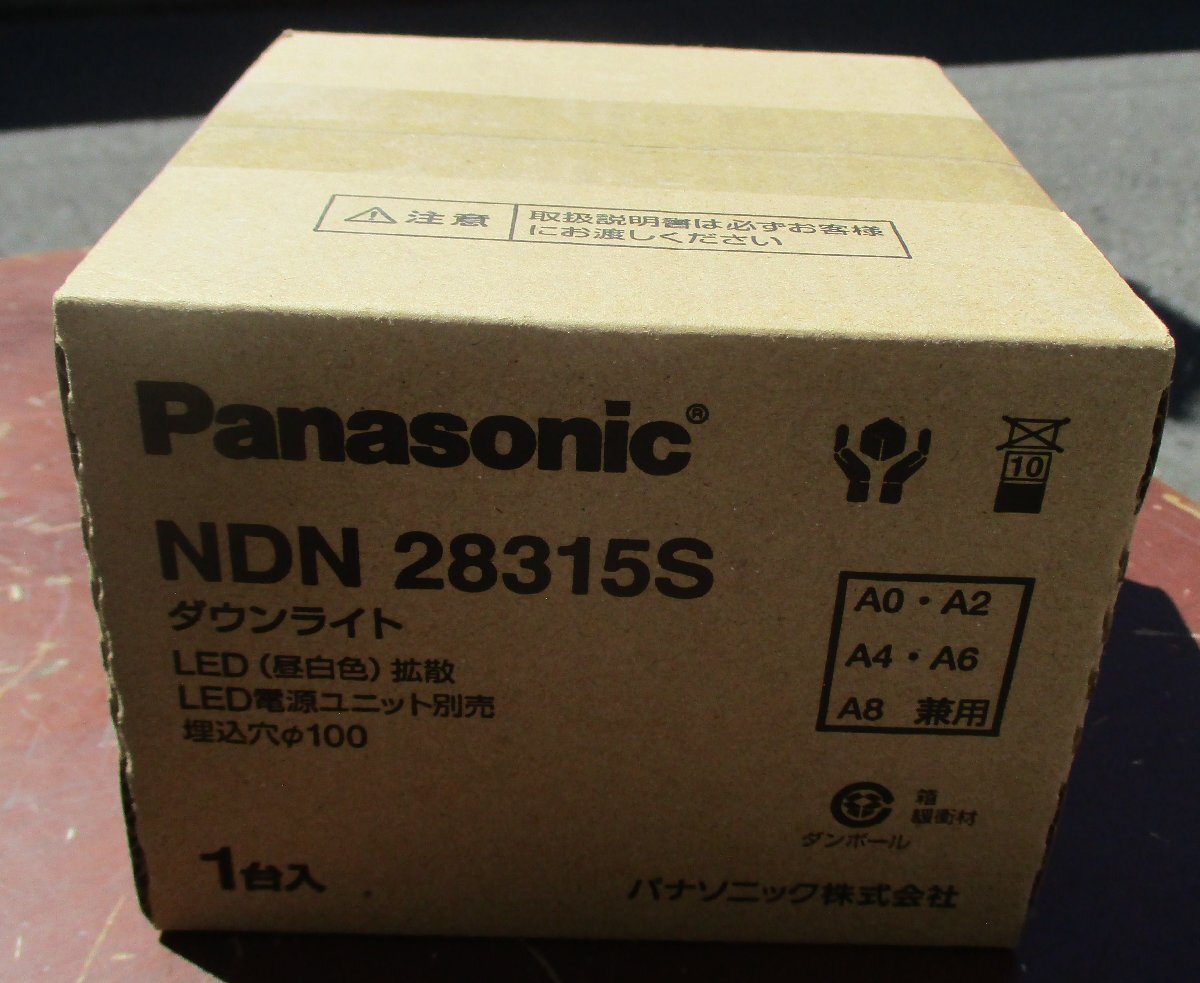 ⚠注意 取扱説明書は必ずお客様
にお渡しください
Panasonic®
10
NDN 28315S
ダウンライト
LED(昼白色)拡散
LED電源ユニット別売
埋込穴φ100
A0・A2
A4・A6
A8 兼用
箱
緩衝材
ダンボール
1台入
パナソニック株式会社